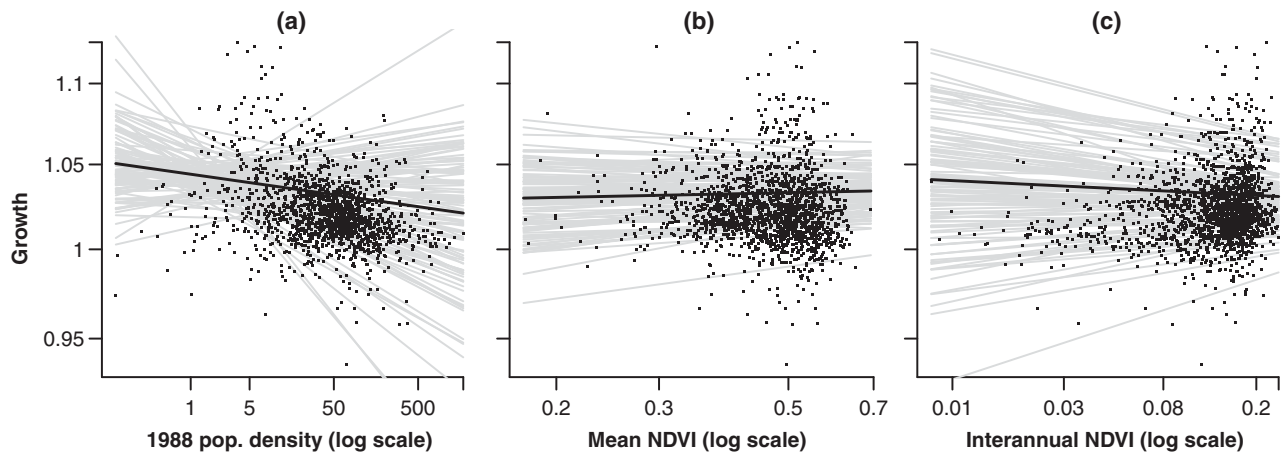 (a) (b) (c)
Growth
1.1
1.05
1
0.95
1 5 50 500
0.2 0.3 0.5 0.7
0.01 0.03 0.08 0.2
1988 pop. density (log scale) Mean NDVI (log scale) Interannual NDVI (log scale)